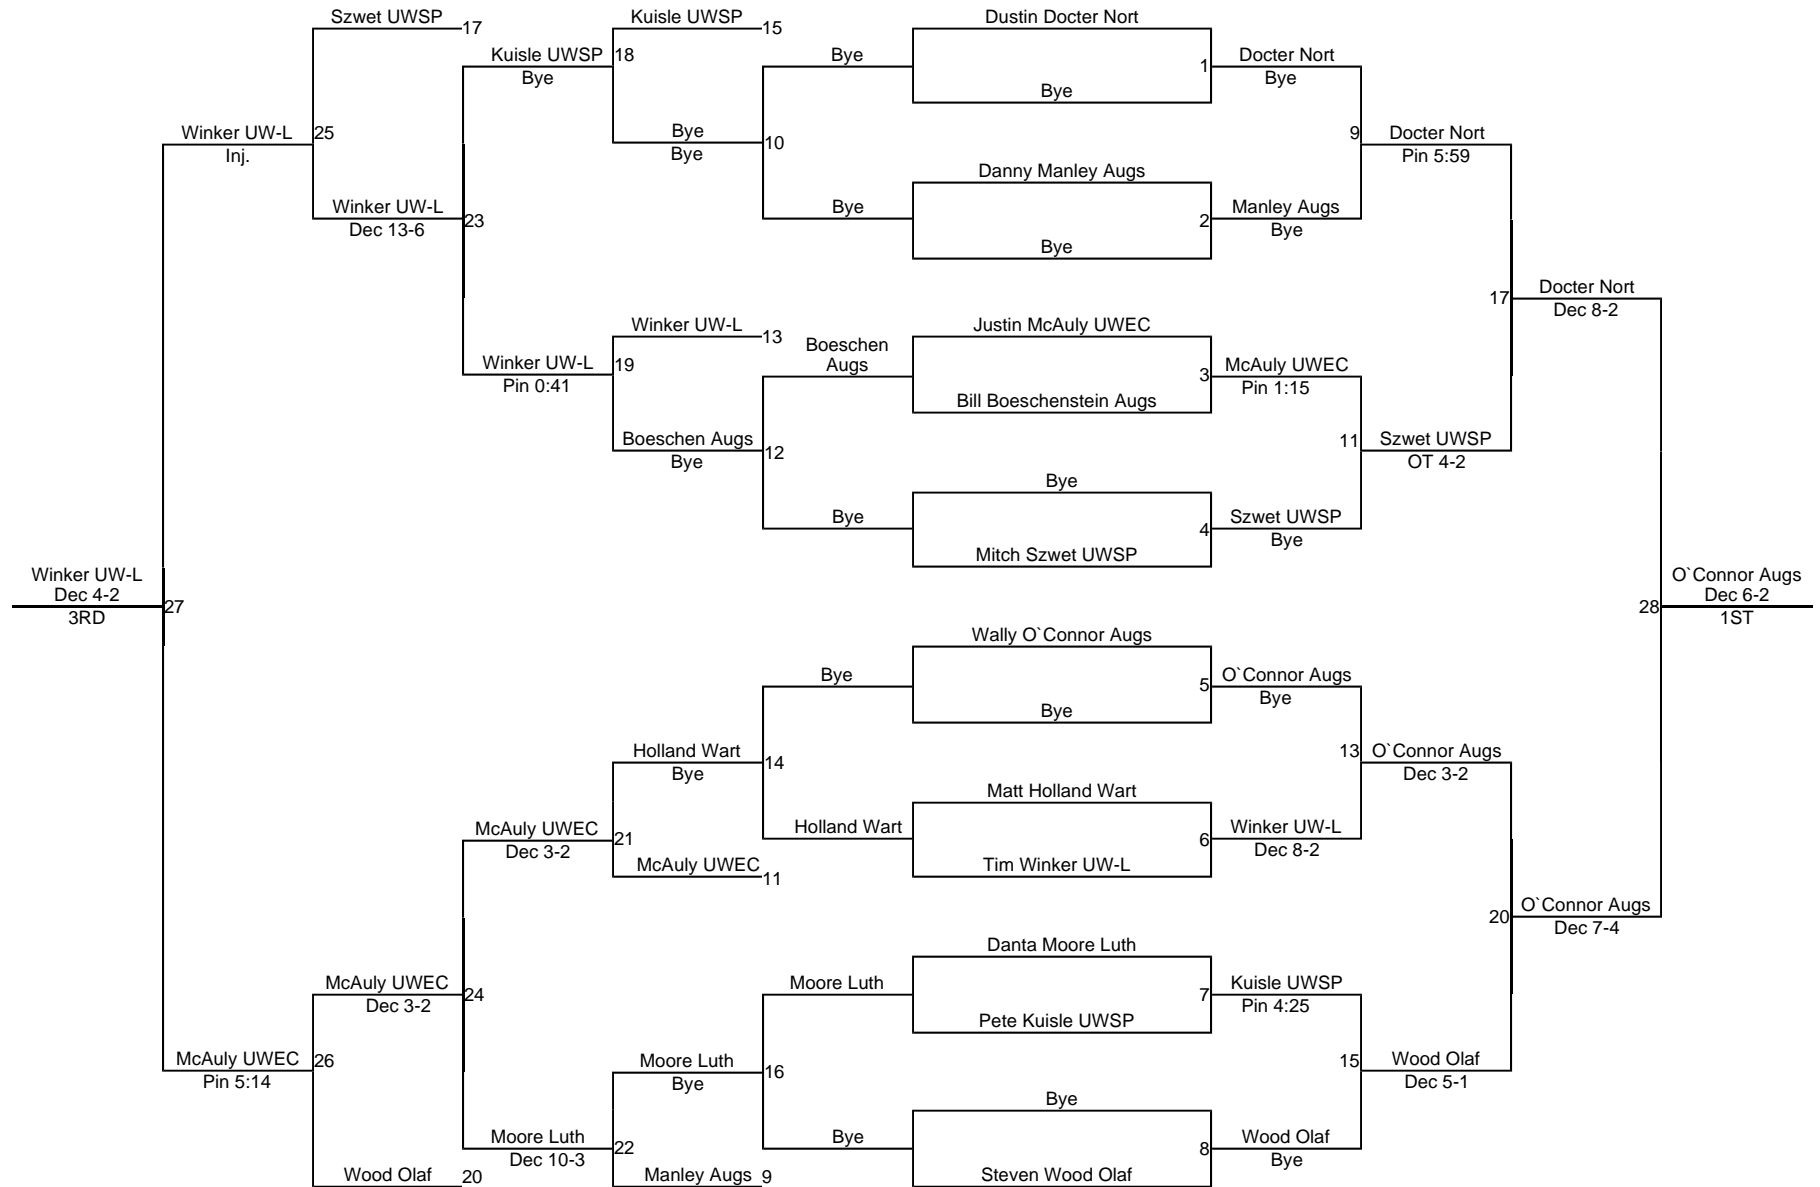 Szwet UWSP
17
Kuisle UWSP
15
Dustin Docter Nort
Kuisle UWSP
18
Bye
1
Docter Nort
Bye
Bye
Bye
Winker UW-L
25
Inj.
Bye
10
Bye
9
Docter Nort
Pin 5:59
Danny Manley Augs
Winker UW-L
23
Dec 13-6
Bye
2
Manley Augs
Bye
Bye
17
Docter Nort
Dec 8-2
Winker UW-L
13
Justin McAuly UWEC
Winker UW-L
19
Pin 0:41
Boeschen
Augs
3
McAuly UWEC
Pin 1:15
Bill Boeschenstein Augs
Boeschen Augs
12
Bye
11
Szwet UWSP
OT 4-2
Bye
Bye
4
Szwet UWSP
Bye
Mitch Szwet UWSP
Winker UW-L
Dec 4-2
27
3RD
28
O`Connor Augs
Dec 6-2
1ST
Wally O`Connor Augs
Bye
5
O`Connor Augs
Bye
Bye
Holland Wart
14
Bye
13
O`Connor Augs
Dec 3-2
Matt Holland Wart
McAuly UWEC
21
Dec 3-2
Holland Wart
6
Winker UW-L
Dec 8-2
McAuly UWEC
11
Tim Winker UW-L
20
O`Connor Augs
Dec 7-4
Danta Moore Luth
McAuly UWEC
24
Dec 3-2
Moore Luth
7
Kuisle UWSP
Pin 4:25
Pete Kuisle UWSP
McAuly UWEC
26
Pin 5:14
Moore Luth
16
Bye
15
Wood Olaf
Dec 5-1
Bye
Moore Luth
22
Dec 10-3
Bye
8
Wood Olaf
Bye
Wood Olaf
20
Manley Augs
9
Steven Wood Olaf